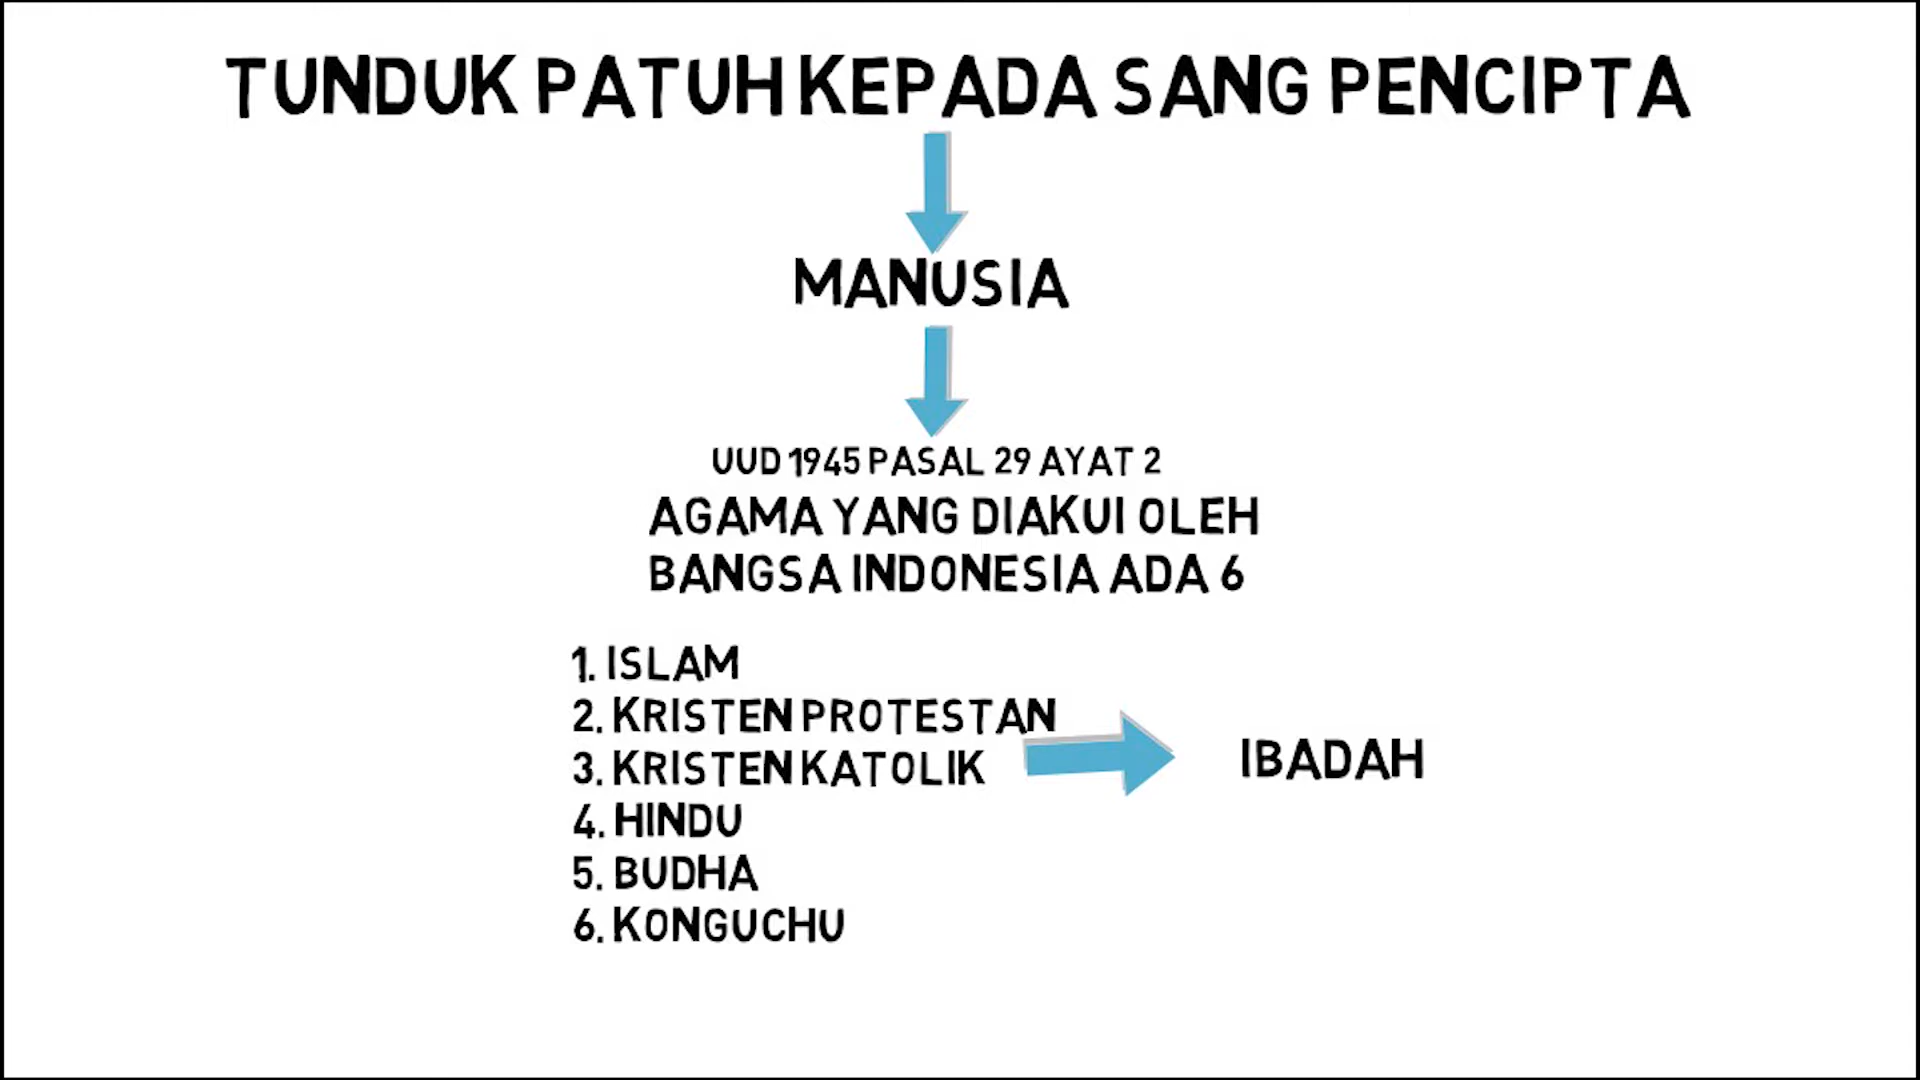 TUNDUK PATUH KEPADA SANG PENCIPTA
MANUSIA
UUD 1945 PASAL 29 AYAT 2
AGAMA YANG DIAKUI OLEH
BANGSA INDONESIA ADA 6
1. ISLAM
2. KRISTEN PROTESTAN
3. KRISTEN KATOLIK
4. HINDU
5. BUDHA
6. KONGUCHU
IBADAH